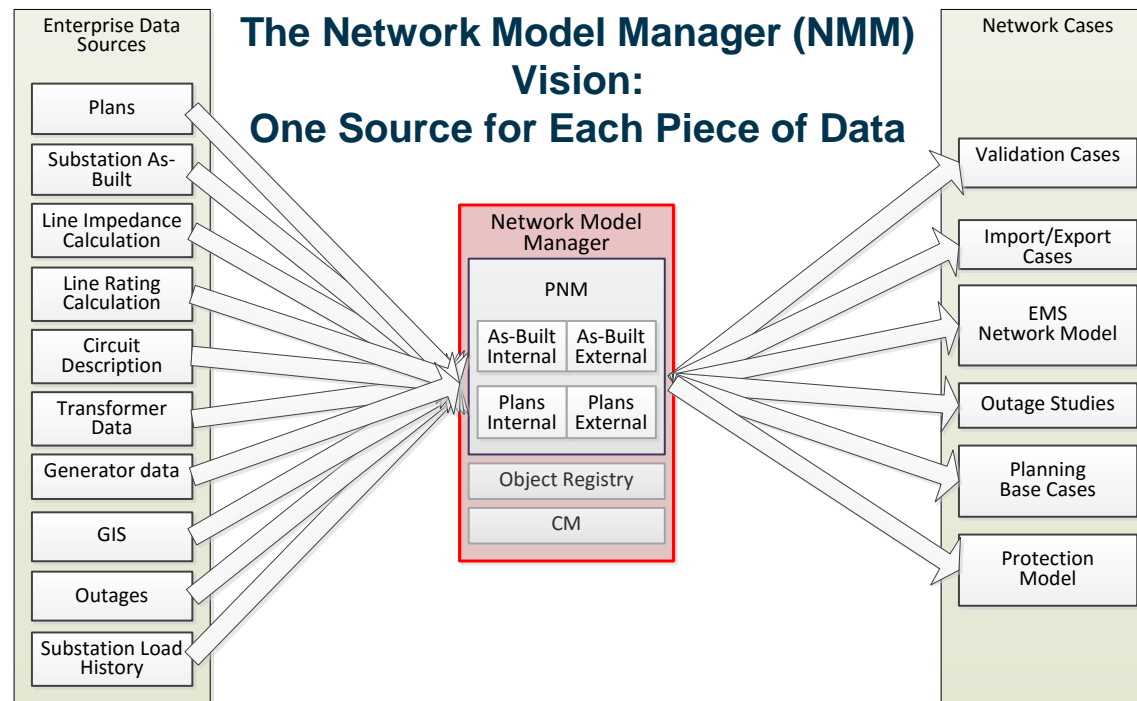 Enterprise Data
Sources
Plans
Substation As-
Built
Line Impedance
Calculation
Line Rating
Calculation
Circuit
Description
Transformer
Data
Generator data
GIS
Outages
Substation Load
History
The Network Model Manager (NMM)
Vision:
One Source for Each Piece of Data
Network Model
Manager
PNM
As-Built
Internal
As-Built
External
Plans
Internal
Plans
External
Object Registry
CM
Network Cases
Validation Cases
Import/Export
Cases
EMS
Network Model
Outage Studies
Planning
Base Cases
Protection
Model